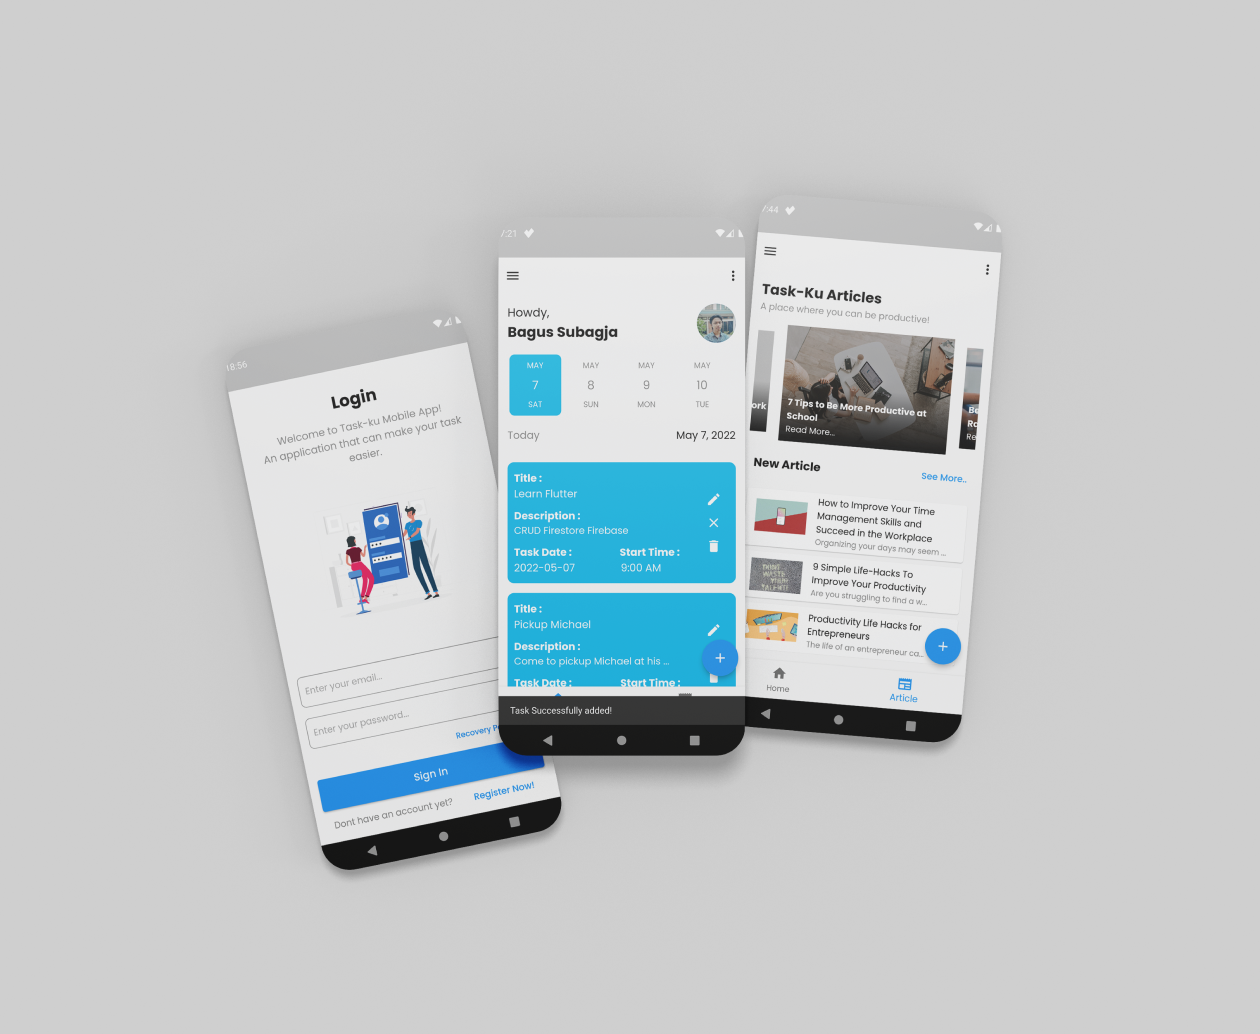 18:56
Login
Welcome to Task-ku Mobile App!
An application that can make your task
easier.
Enter your email...
Enter your password...
Recovery
Sign In
Dont have an account yet? Register Now!
7:21
Howdy,
Bagus Subagja
MAY MAY MAY MAY
7 8 9 10
SAT SUN MON TUE
Today May 7, 2022
Title :
Learn Flutter
Description :
CRUD Firestore Firebase
Task Date : Start Time :
2022-05-07 9:00 AM
Title :
Pickup Michael
Description :
Come to pickup Michael at his ...
Task Date : Start Time :
Task Successfully added!
7:44
Task-Ku Articles
A place where you can be productive!
7 Tips to Be More Productive at
School
Read More...
New Article See More..
How to Improve Your Time
Management Skills and
Succeed in the Workplace
Organizing your days may seem ...
THINK
WASTE
YOUR
TALENT
9 Simple Life-Hacks To
Improve Your Productivity
Are you struggling to find a w...
Productivity Life Hacks for
Entrepreneurs
The life of an entrepreneur ca...
Home Article